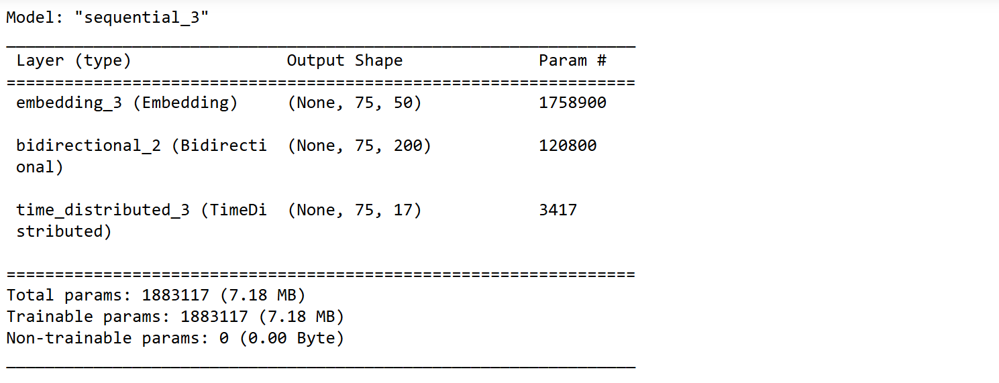 Model: "sequential_3"
_________________________________________________________________
Layer (type) Output Shape Param #
=================================================================
embedding_3 (Embedding) (None, 75, 50) 1758900
bidirectional_2 (Bidirecti (None, 75, 200) 120800
onal)
time_distributed_3 (TimeDi (None, 75, 17) 3417
stributed)
=================================================================
Total params: 1883117 (7.18 MB)
Trainable params: 1883117 (7.18 MB)
Non-trainable params: 0 (0.00 Byte)
_________________________________________________________________